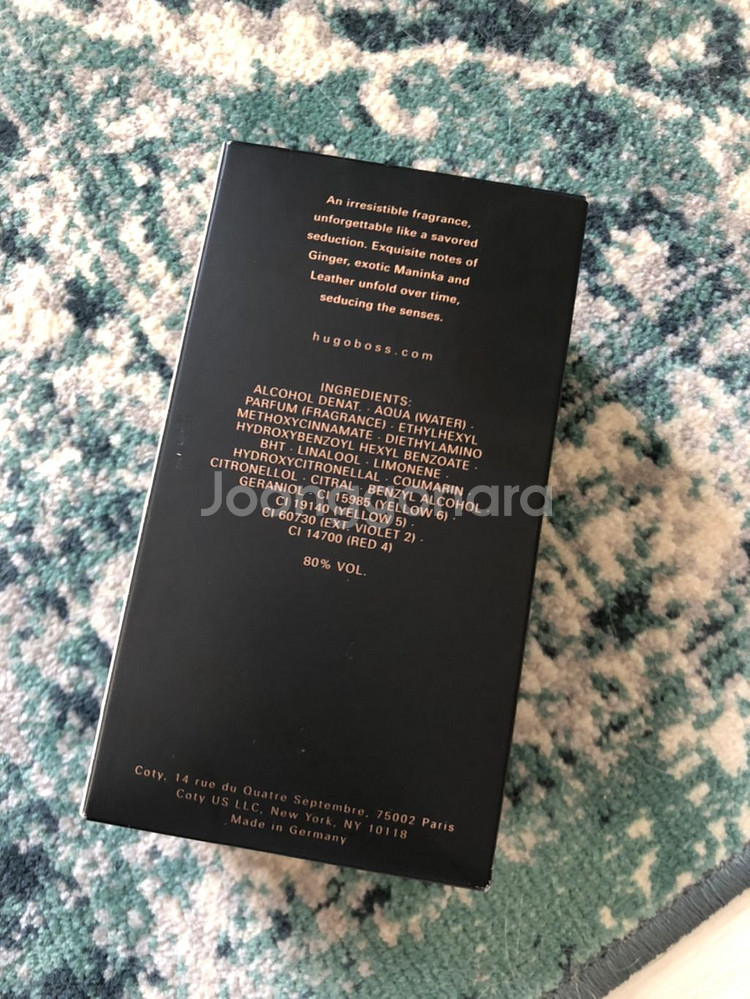 An irresistible fragrance,
unforgettable like a savored
seduction. Exquisite notes of
Ginger, exotic Maninka and
Leather unfold over time,
seducing the senses.
hugoboss.com
INGREDIENTS:
ALCOHOL DENAT. · AQUA (WATER) ·
PARFUM (FRAGRANCE) · ETHYLHEXYL
METHOXYCINNAMATE · DIETHYLAMINO
HYDROXYBENZOYL HEXYL BENZOATE ·
BHT · LINALOOL · LIMONENE ·
HYDROXYCITRONELLAL · COUMARIN
CITRONELLOL · CITRAL · BENZYL ALCOHOL
GERANIOL · CI 15985 (YELLOW 6) ·
CI 19140 (YELLOW 5) ·
CI 60730 (EXT. VIOLET 2) ·
CI 14700 (RED 4)
80% VOL.
Joonggonara
Coty, 14 rue du Quatre Septembre, 75002 Paris
Coty US LLC, New York, NY 10118
Made in Germany